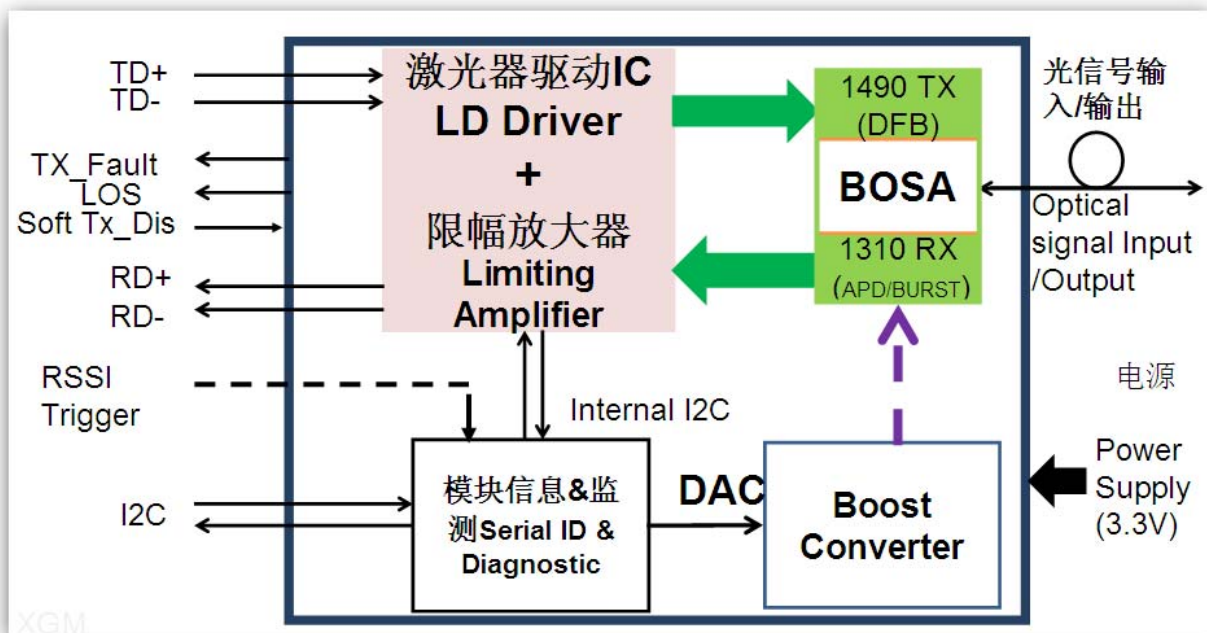 TD+
TD-
TX_Fault
LOS
Soft Tx_Dis
RD+
RD-
RSSI
Trigger
I2C
激光器驱动IC
LD Driver
+
限幅放大器
Limiting
Amplifier
Internal I2C
模块信息&监
测Serial ID &
Diagnostic
DAC
Boost
Converter
1490 TX
(DFB)
BOSA
1310 RX
(APD/BURST)
光信号输
入/输出
Optical
signal Input
/Output
电源
Power
Supply
(3.3V)
XGM